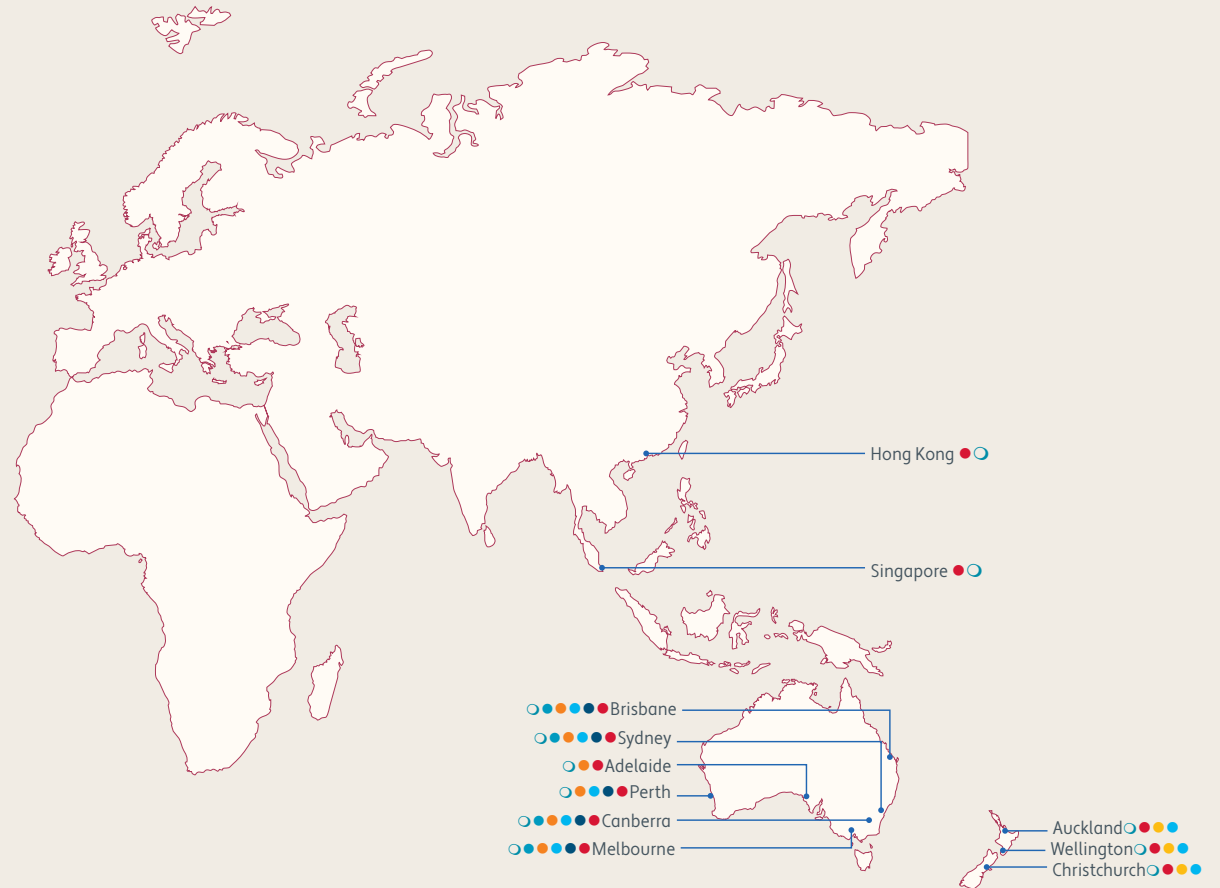 Hong Kong
Singapore
Brisbane
Sydney
Adelaide
Perth
Canberra
Melbourne
Auckland
Wellington
Christchurch